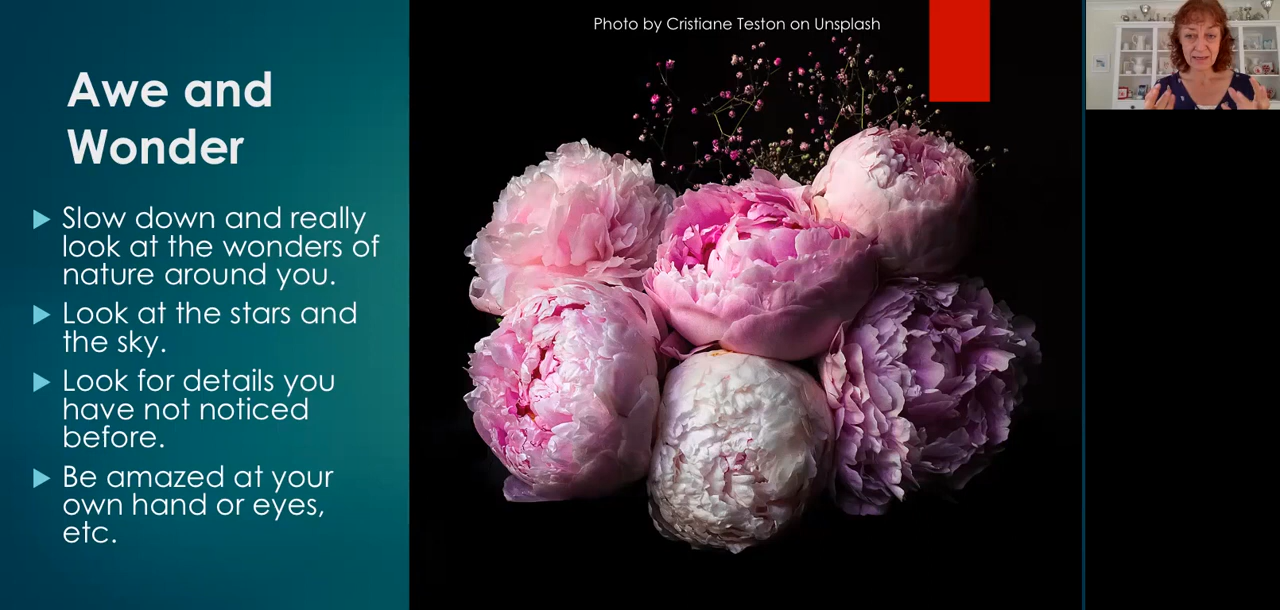 Photo by Cristiane Teston on Unsplash
Awe and
Wonder
Slow down and really
look at the wonders of
nature around you.
Look at the stars and
the sky.
Look for details you
have not noticed
before.
Be amazed at your
own hand or eyes,
etc.